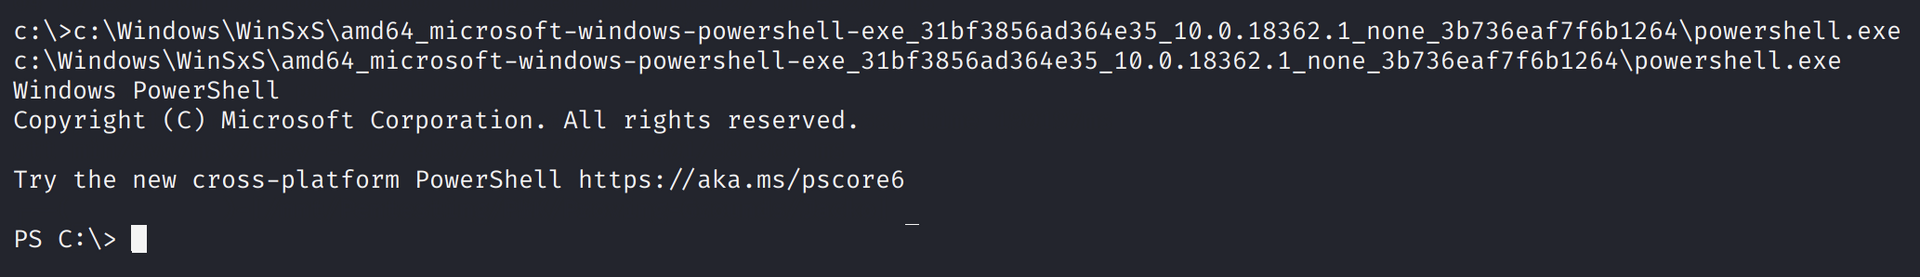 c:\>c:\Windows\WinSxS\amd64_microsoft-windows-powershell-exe_31bf3856ad364e35_10.0.18362.1_none_3b736eaf7f6b1264\powershell.exe
c:\Windows\WinSxS\amd64_microsoft-windows-powershell-exe_31bf3856ad364e35_10.0.18362.1_none_3b736eaf7f6b1264\powershell.exe
Windows PowerShell
Copyright (C) Microsoft Corporation. All rights reserved.
Try the new cross-platform PowerShell https://aka.ms/pscore6
PS C:\>